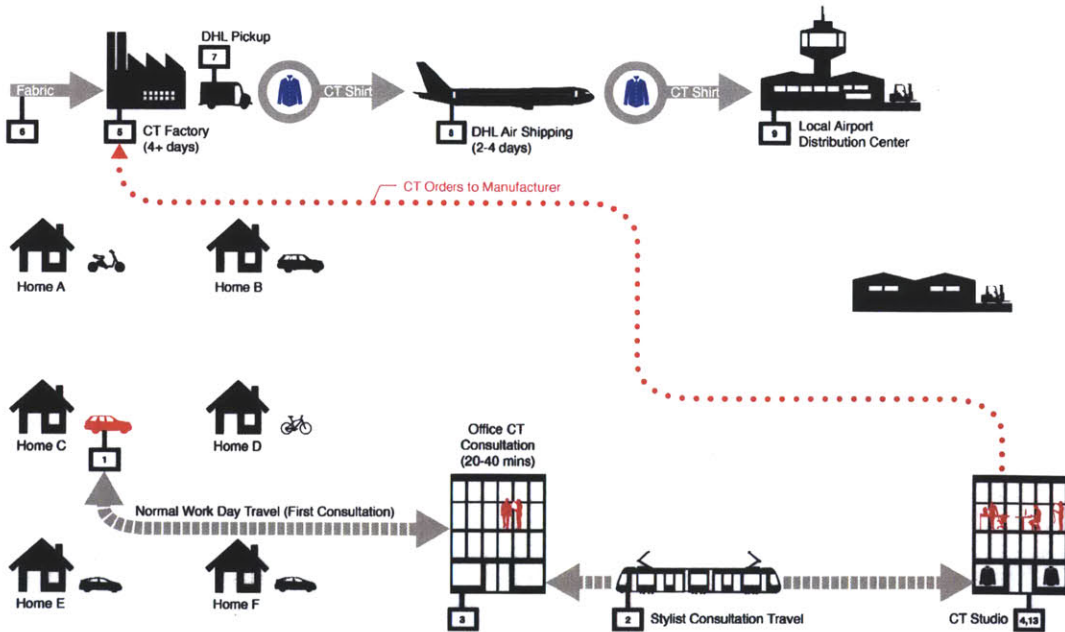 DHL Pickup
7
Fabric
CT Shirt
CT Shirt
6
5
CT Factory
(4+ days)
8
DHL Air Shipping
(2-4 days)
9
Local Airport
Distribution Center
CT Orders to Manufacturer
Home A
Home B
Home C
Home D
1
Office CT
Consultation
(20-40 mins)
Normal Work Day Travel (First Consultation)
Home E
Home F
3
2
Stylist Consultation Travel
CT Studio
4,13